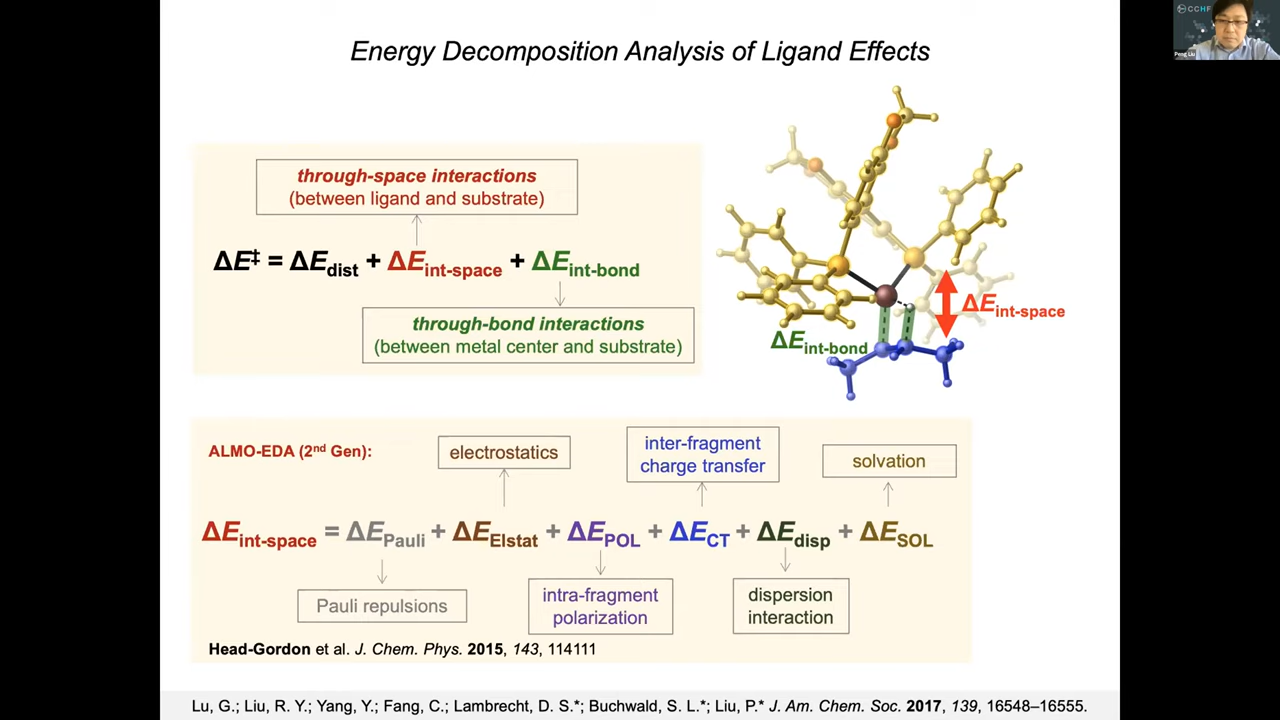 Energy Decomposition Analysis of Ligand Effects
CCHF
Peng Liu
through-space interactions
(between ligand and substrate)
ΔE‡ = ΔEdist + ΔEint-space + ΔEint-bond
through-bond interactions
(between metal center and substrate)
ΔEint-space
ΔEint-bond
ALMO-EDA (2nd Gen):
electrostatics
inter-fragment
charge transfer
solvation
ΔEint-space = ΔEPauli + ΔEElstat + ΔEPOL + ΔECT + ΔEdisp + ΔESOL
Pauli repulsions
intra-fragment
polarization
dispersion
interaction
Head-Gordon et al. J. Chem. Phys. 2015, 143, 114111
Lu, G.; Liu, R. Y.; Yang, Y.; Fang, C.; Lambrecht, D. S.*; Buchwald, S. L.*; Liu, P.* J. Am. Chem. Soc. 2017, 139, 16548-16555.